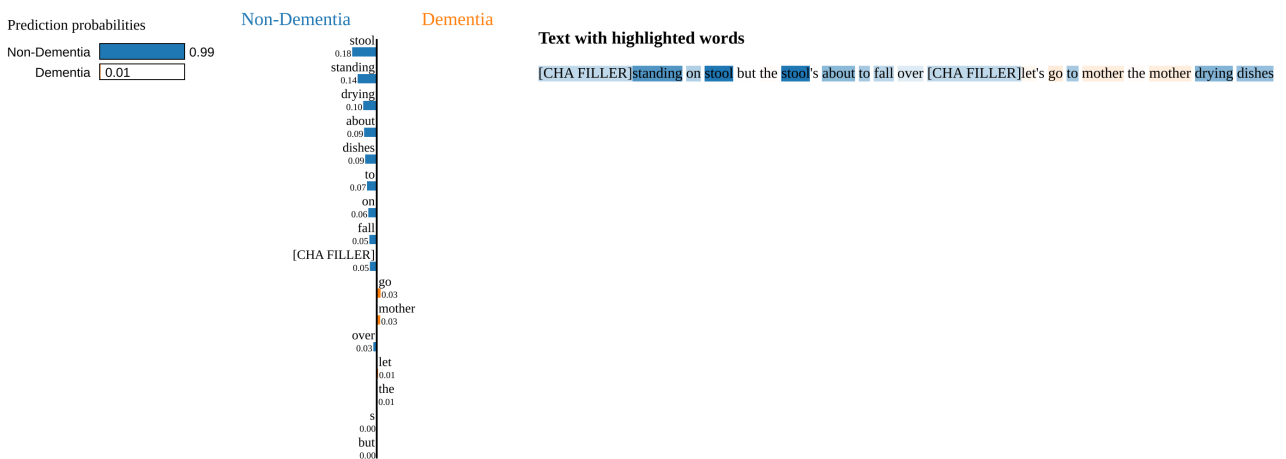 Prediction probabilities
Non-Dementia 0.99
Dementia 0.01
Non-Dementia Dementia
stool
0.18
standing
0.14
drying
0.10
about
0.09
dishes
0.09
to
0.07
on
0.06
fall
0.05
[CHA FILLER]
0.05
go
0.03
mother
0.03
over
0.03
let
0.01
the
0.01
s
0.00
but
0.00
Text with highlighted words
[CHA FILLER]standing on stool but the stool's about to fall over [CHA FILLER]let's go to mother the mother drying dishes